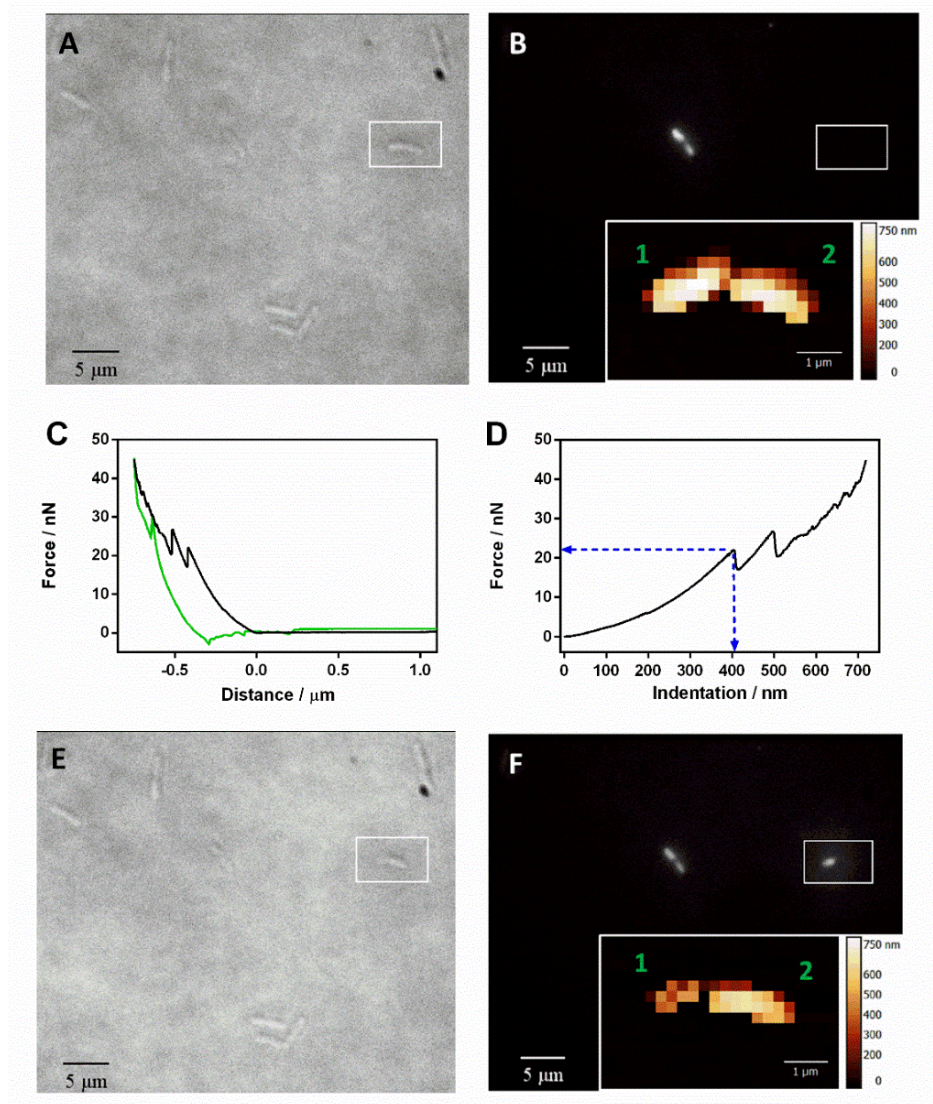 A
5 µm
B
1 2
5 µm
1 µm
750 nm
600
500
400
300
200
0
C
Force / nN
50
40
30
20
10
0
-0.5 0.0 0.5 1.0
Distance / µm
D
Force / nN
50
40
30
20
10
0
0 100 200 300 400 500 600 700
Indentation / nm
E
5 µm
F
1 2
5 µm
1 µm
750 nm
600
500
400
300
200
0